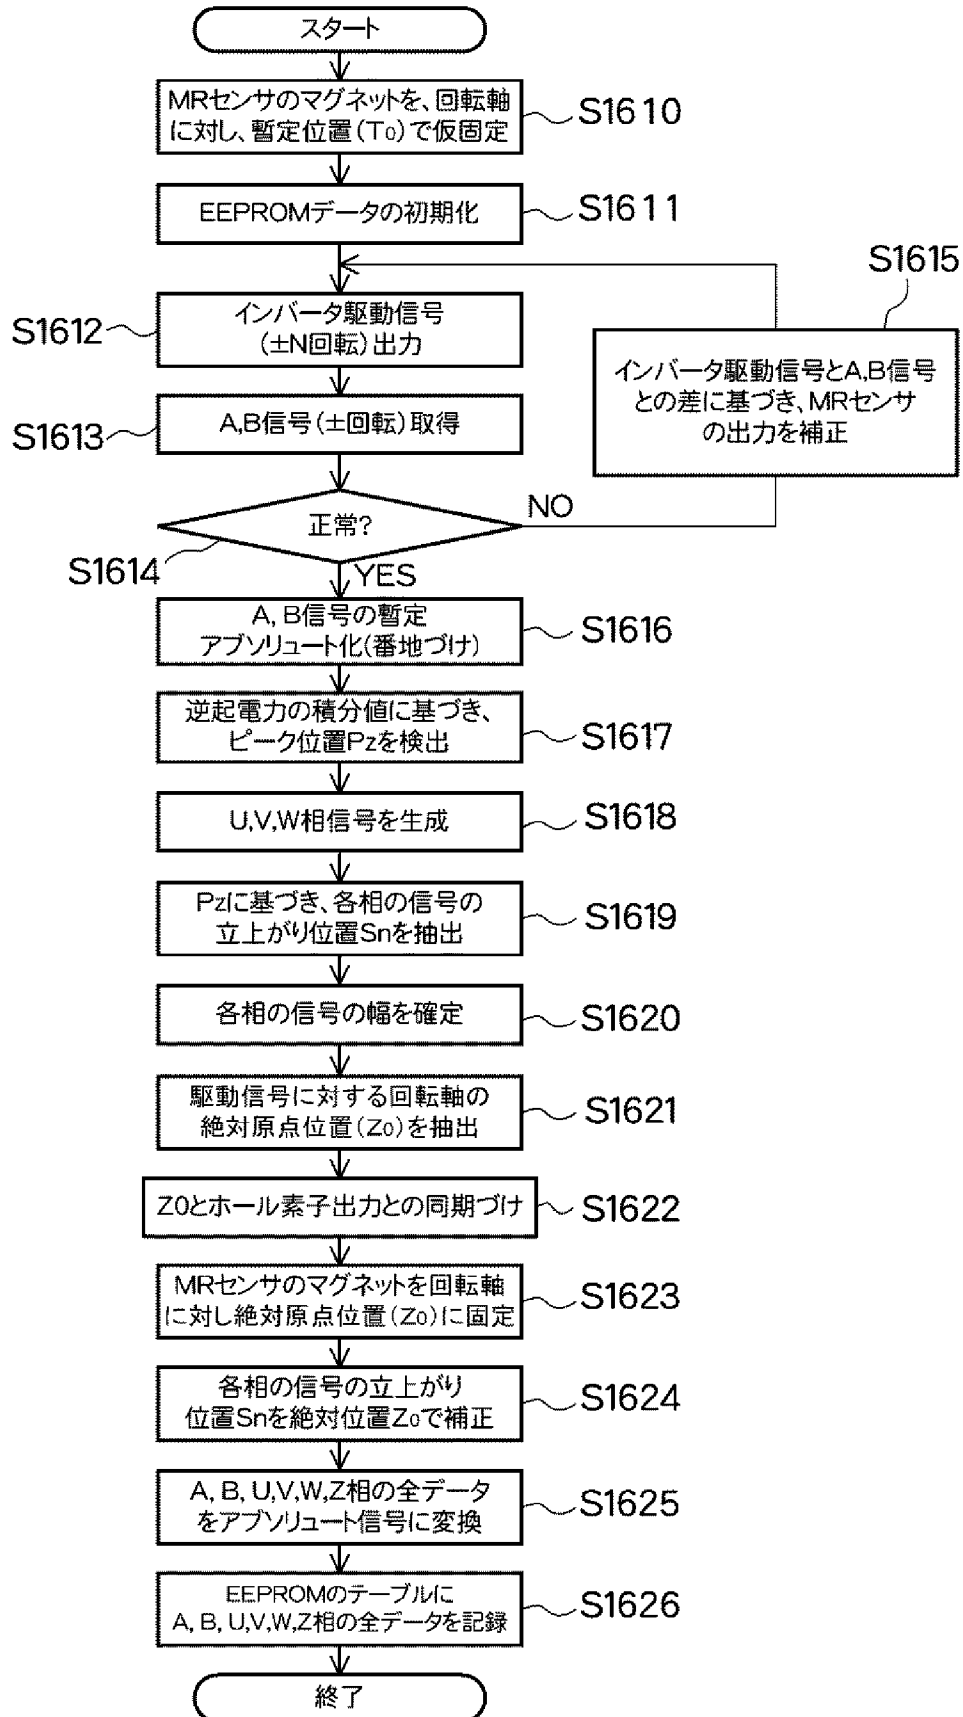 スタート
MRセンサのマグネットを、回転軸
に対し、暫定位置(T₀)で仮固定
S1610
EEPROMデータの初期化
S1611
S1615
S1612
インバータ駆動信号
(±N回転)出力
インバータ駆動信号とA,B信号
との差に基づき、MRセンサ
の出力を補正
S1613
A,B信号(±回転)取得
正常?
NO
S1614
YES
A, B信号の暫定
アブソリュート化(番地づけ)
S1616
逆起電力の積分値に基づき、
ピーク位置Pzを検出
S1617
U,V,W相信号を生成
S1618
Pzに基づき、各相の信号の
立上がり位置Snを抽出
S1619
各相の信号の幅を確定
S1620
駆動信号に対する回転軸の
絶対原点位置(Z₀)を抽出
S1621
Z0とホール素子出力との同期づけ
S1622
MRセンサのマグネットを回転軸
に対し絶対原点位置(Z₀)に固定
S1623
各相の信号の立上がり
位置Snを絶対位置Z₀で補正
S1624
A, B, U,V,W,Z相の全データ
をアブソリュート信号に変換
S1625
EEPROMのテーブルに
A, B, U,V,W,Z相の全データを記録
S1626
終了